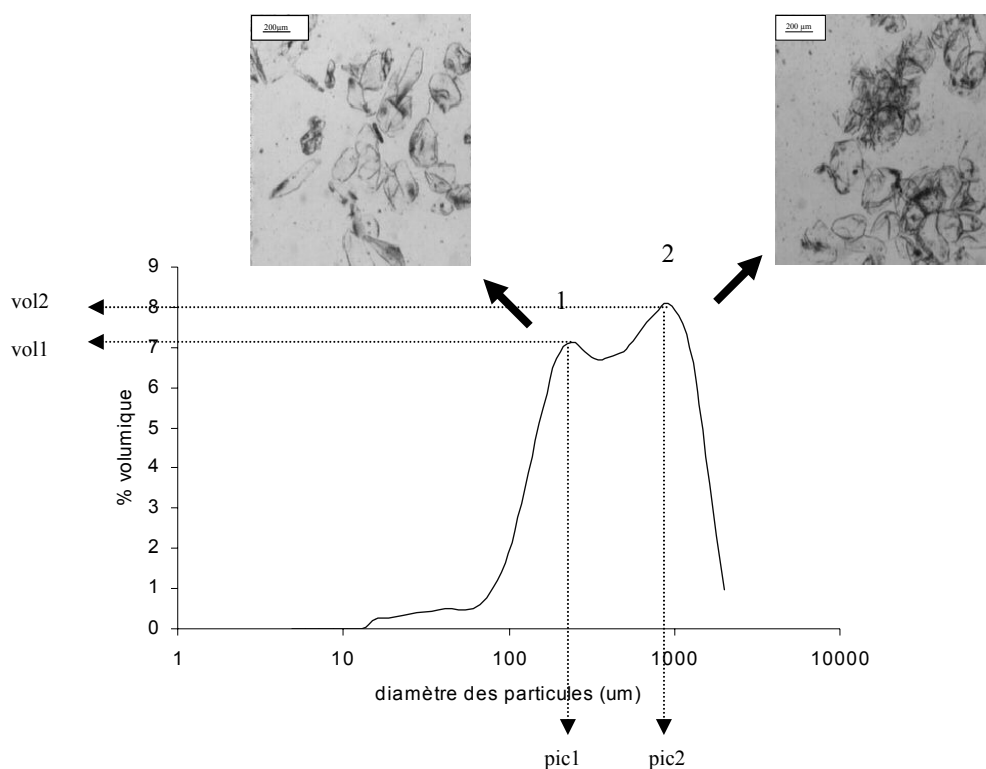 200µm
200 µm
2
1
vol2
vol1
9
8
7
6
5
4
3
2
1
0
% volumique
1 10 100 1000 10000
diamètre des particules (um)
pic1 pic2